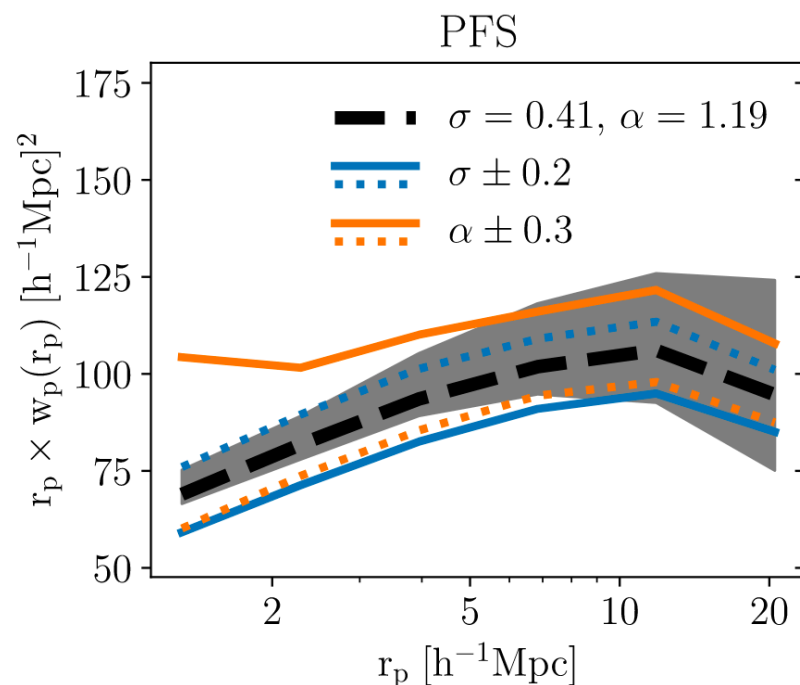 PFS
σ = 0.41, α = 1.19
σ ± 0.2
α ± 0.3
175
150
125
100
75
50
r_p × w_p(r_p) [h⁻¹Mpc]²
2 5 10 20
r_p [h⁻¹Mpc]